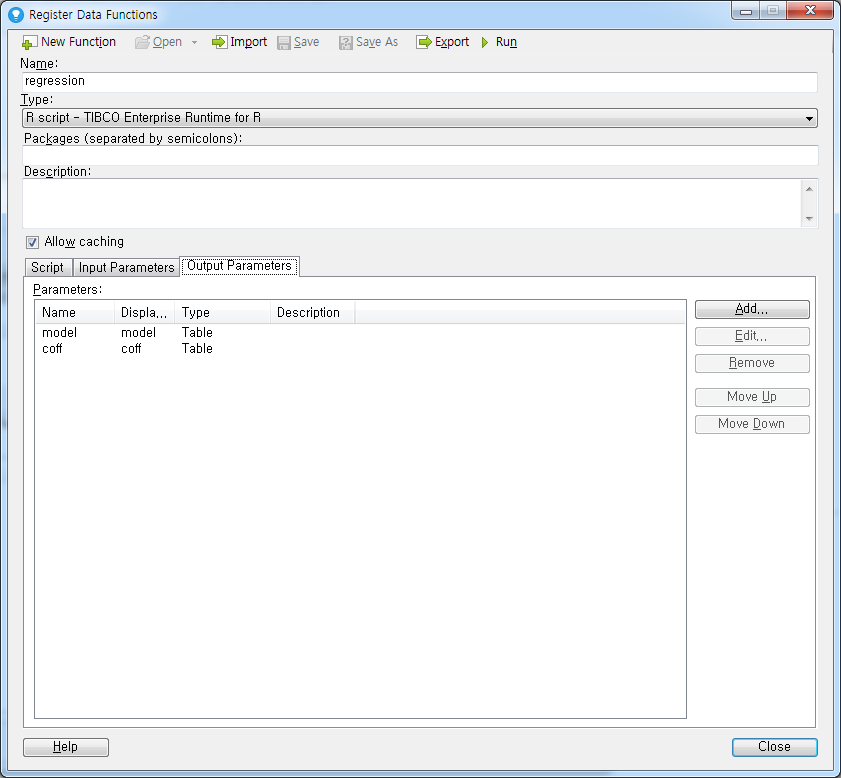 Register Data Functions
New Function Open Import Save Save As Export Run
Name:
regression
Type:
R script - TIBCO Enterprise Runtime for R
Packages (separated by semicolons):
Description:
Allow caching
Script Input Parameters Output Parameters
Parameters:
Name Displa... Type Description
model model Table
coff coff Table
Add...
Edit...
Remove
Move Up
Move Down
Help Close